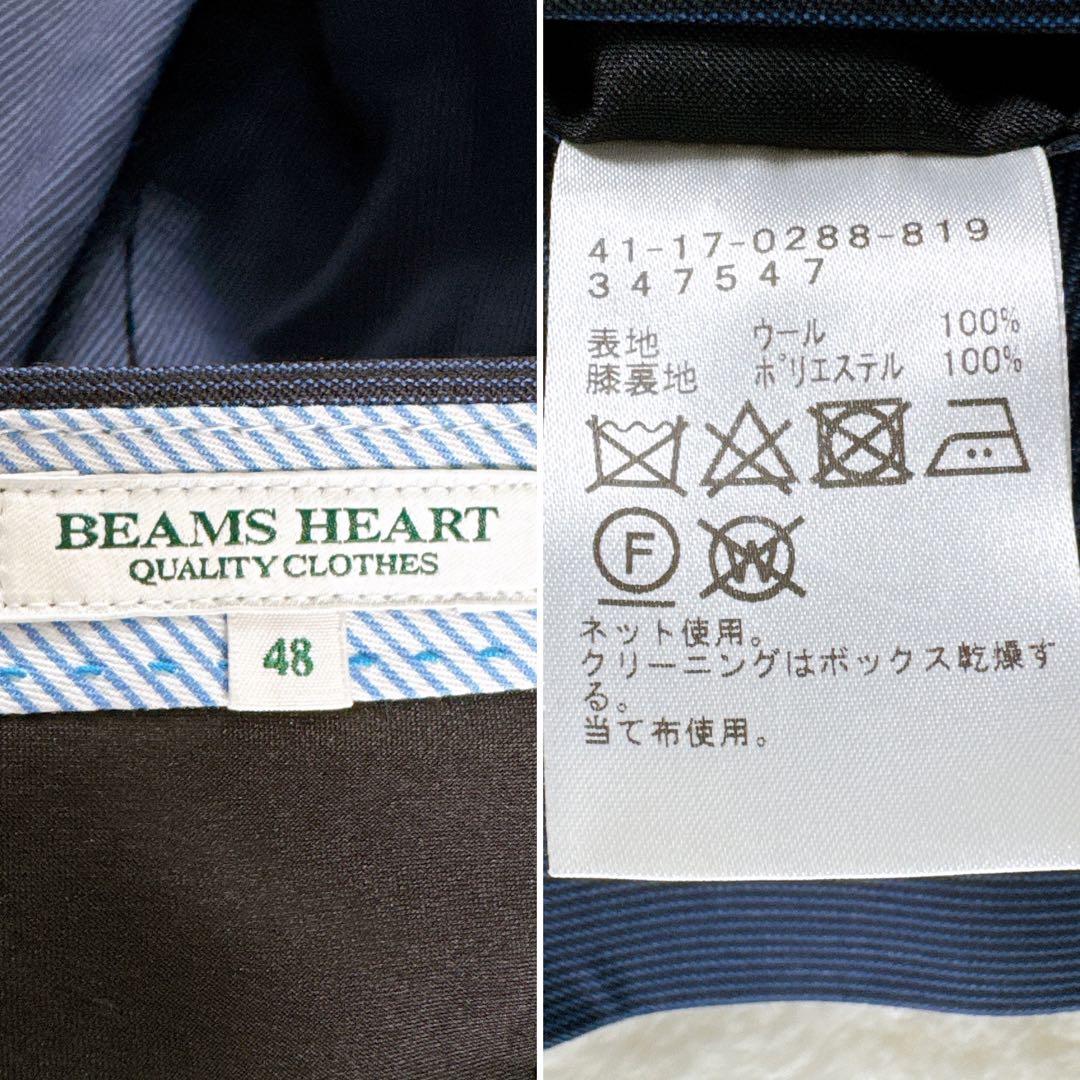 BEAMS HEART
QUALITY CLOTHES
48
41-17-0288-819
347547
表地 ウール 100%
膝裏地 ポリエステル 100%
F W
ネット使用。
クリーニングはボックス乾燥す
る。
当て布使用。